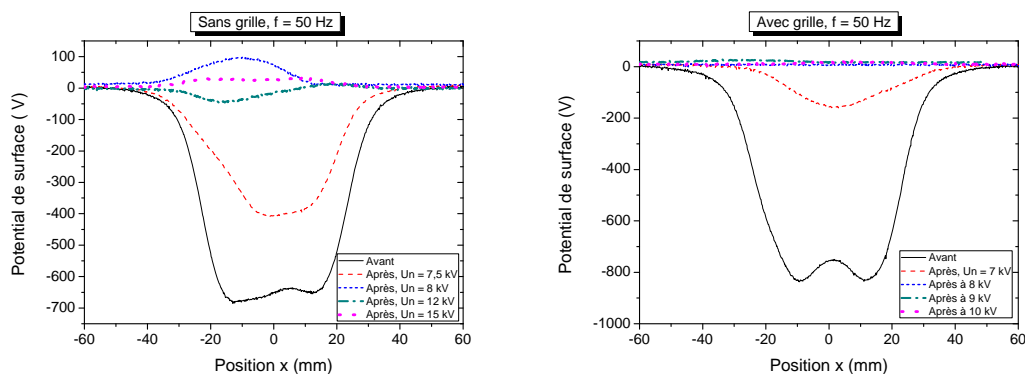 Sans grille, f = 50 Hz
100
0
-100
-200
-300
-400
-500
-600
-700
Potentiel de surface ( V)
-60
-40
-20
0
20
40
60
Position x (mm)
Avant
Après, Un = 7,5 kV
Après, Un = 8 kV
Après, Un = 12 kV
Après, Un = 15 kV
Avec grille, f = 50 Hz
0
-200
-400
-600
-800
-1000
Potential de surface (V)
-60
-40
-20
0
20
40
60
Position x (mm)
Avant
Après, Un = 7 kV
Après à 8 kV
Après à 9 kV
Après à 10 kV